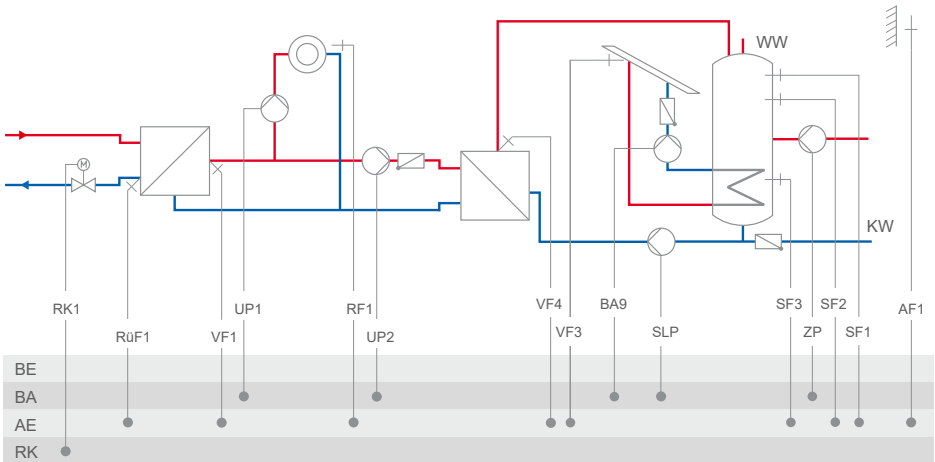 WW
M
KW
RK1
UP1
RF1
VF4
BA9
SF3
SF2
AF1
RüF1
VF1
UP2
VF3
SLP
ZP
SF1
BE
BA
AE
RK